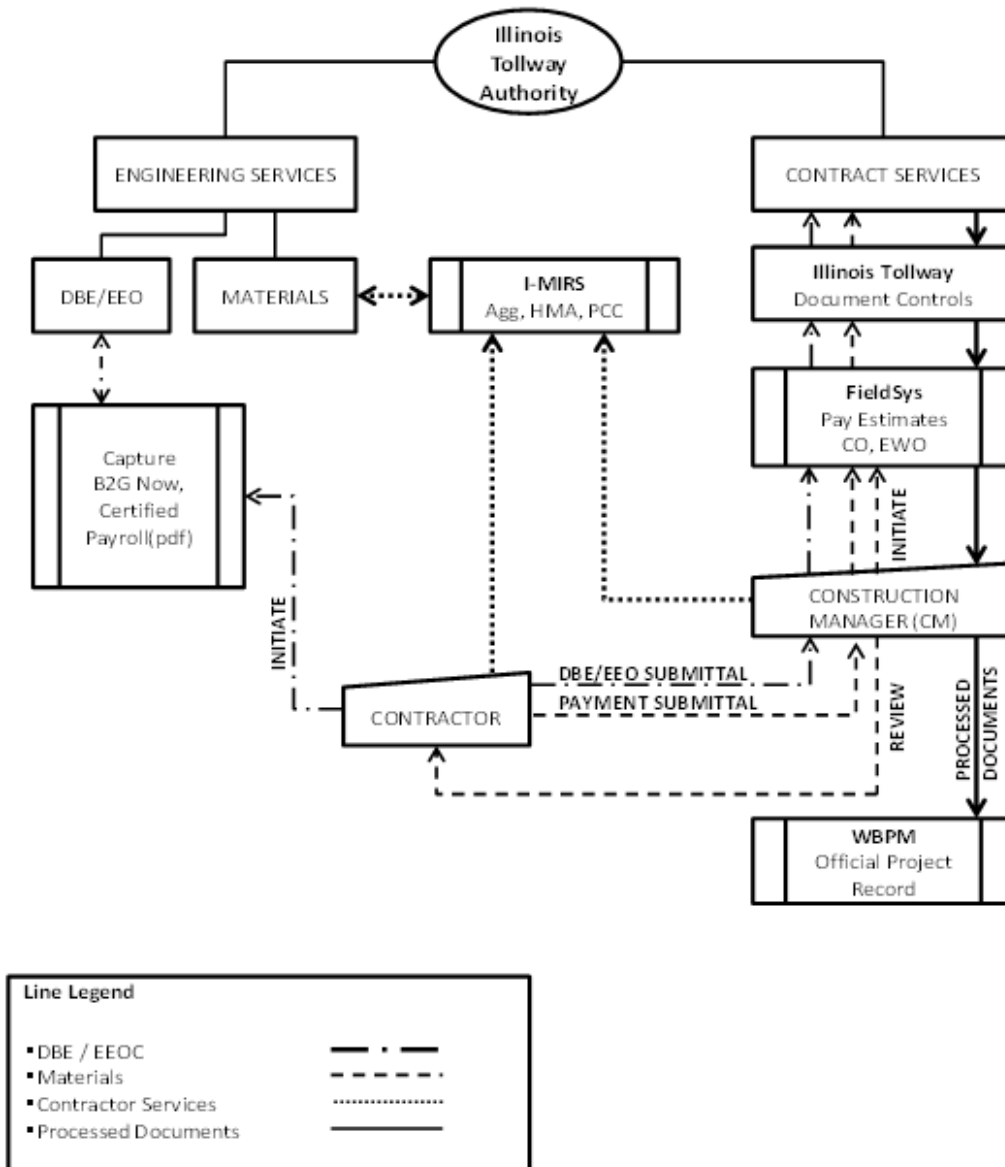 Illinois
Tollway
Authority
ENGINEERING SERVICES
CONTRACT SERVICES
DBE/EEO
MATERIALS
I-MIRS
Agg, HMA, PCC
Illinois Tollway
Document Controls
FieldSys
Pay Estimates
CO, EWO
Capture
B2G Now,
Certified
Payroll(pdf)
INITIATE
INITIATE
CONSTRUCTION
MANAGER (CM)
DBE/EEO SUBMITTAL
PAYMENT SUBMITTAL
CONTRACTOR
REVIEW
PROCESSED
DOCUMENTS
WBPM
Official Project
Record
Line Legend
▪DBE / EEOC
▪Materials
▪Contractor Services
▪Processed Documents